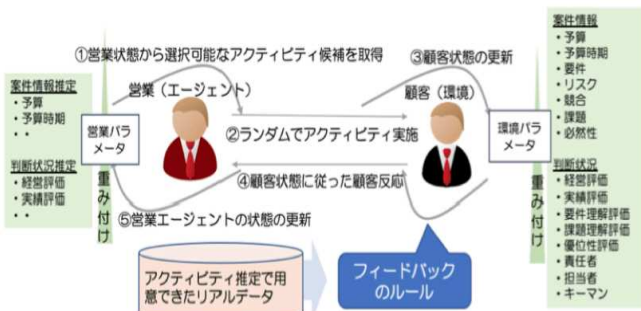 ①営業状態から選択可能なアクティビティ候補を取得
③顧客状態の更新
営業（エージェント）
顧客（環境）
案件情報推定
・予算
・予算時期
・・
営業パラ
メータ
②ランダムでアクティビティ実施
環境パラ
メータ
判断状況推定
・経営評価
・実績評価
・・
重み付け
④顧客状態に従った顧客反応
⑤営業エージェントの状態の更新
重み付け
案件情報
・予算
・予算時期
・要件
・リスク
・競合
・課題
・必然性
判断状況
・経営評価
・実績評価
・要件理解評価
・課題理解評価
・優位性評価
・責任者
・担当者
・キーマン
アクティビティ推定で用
意できたリアルデータ
フィードバック
のルール